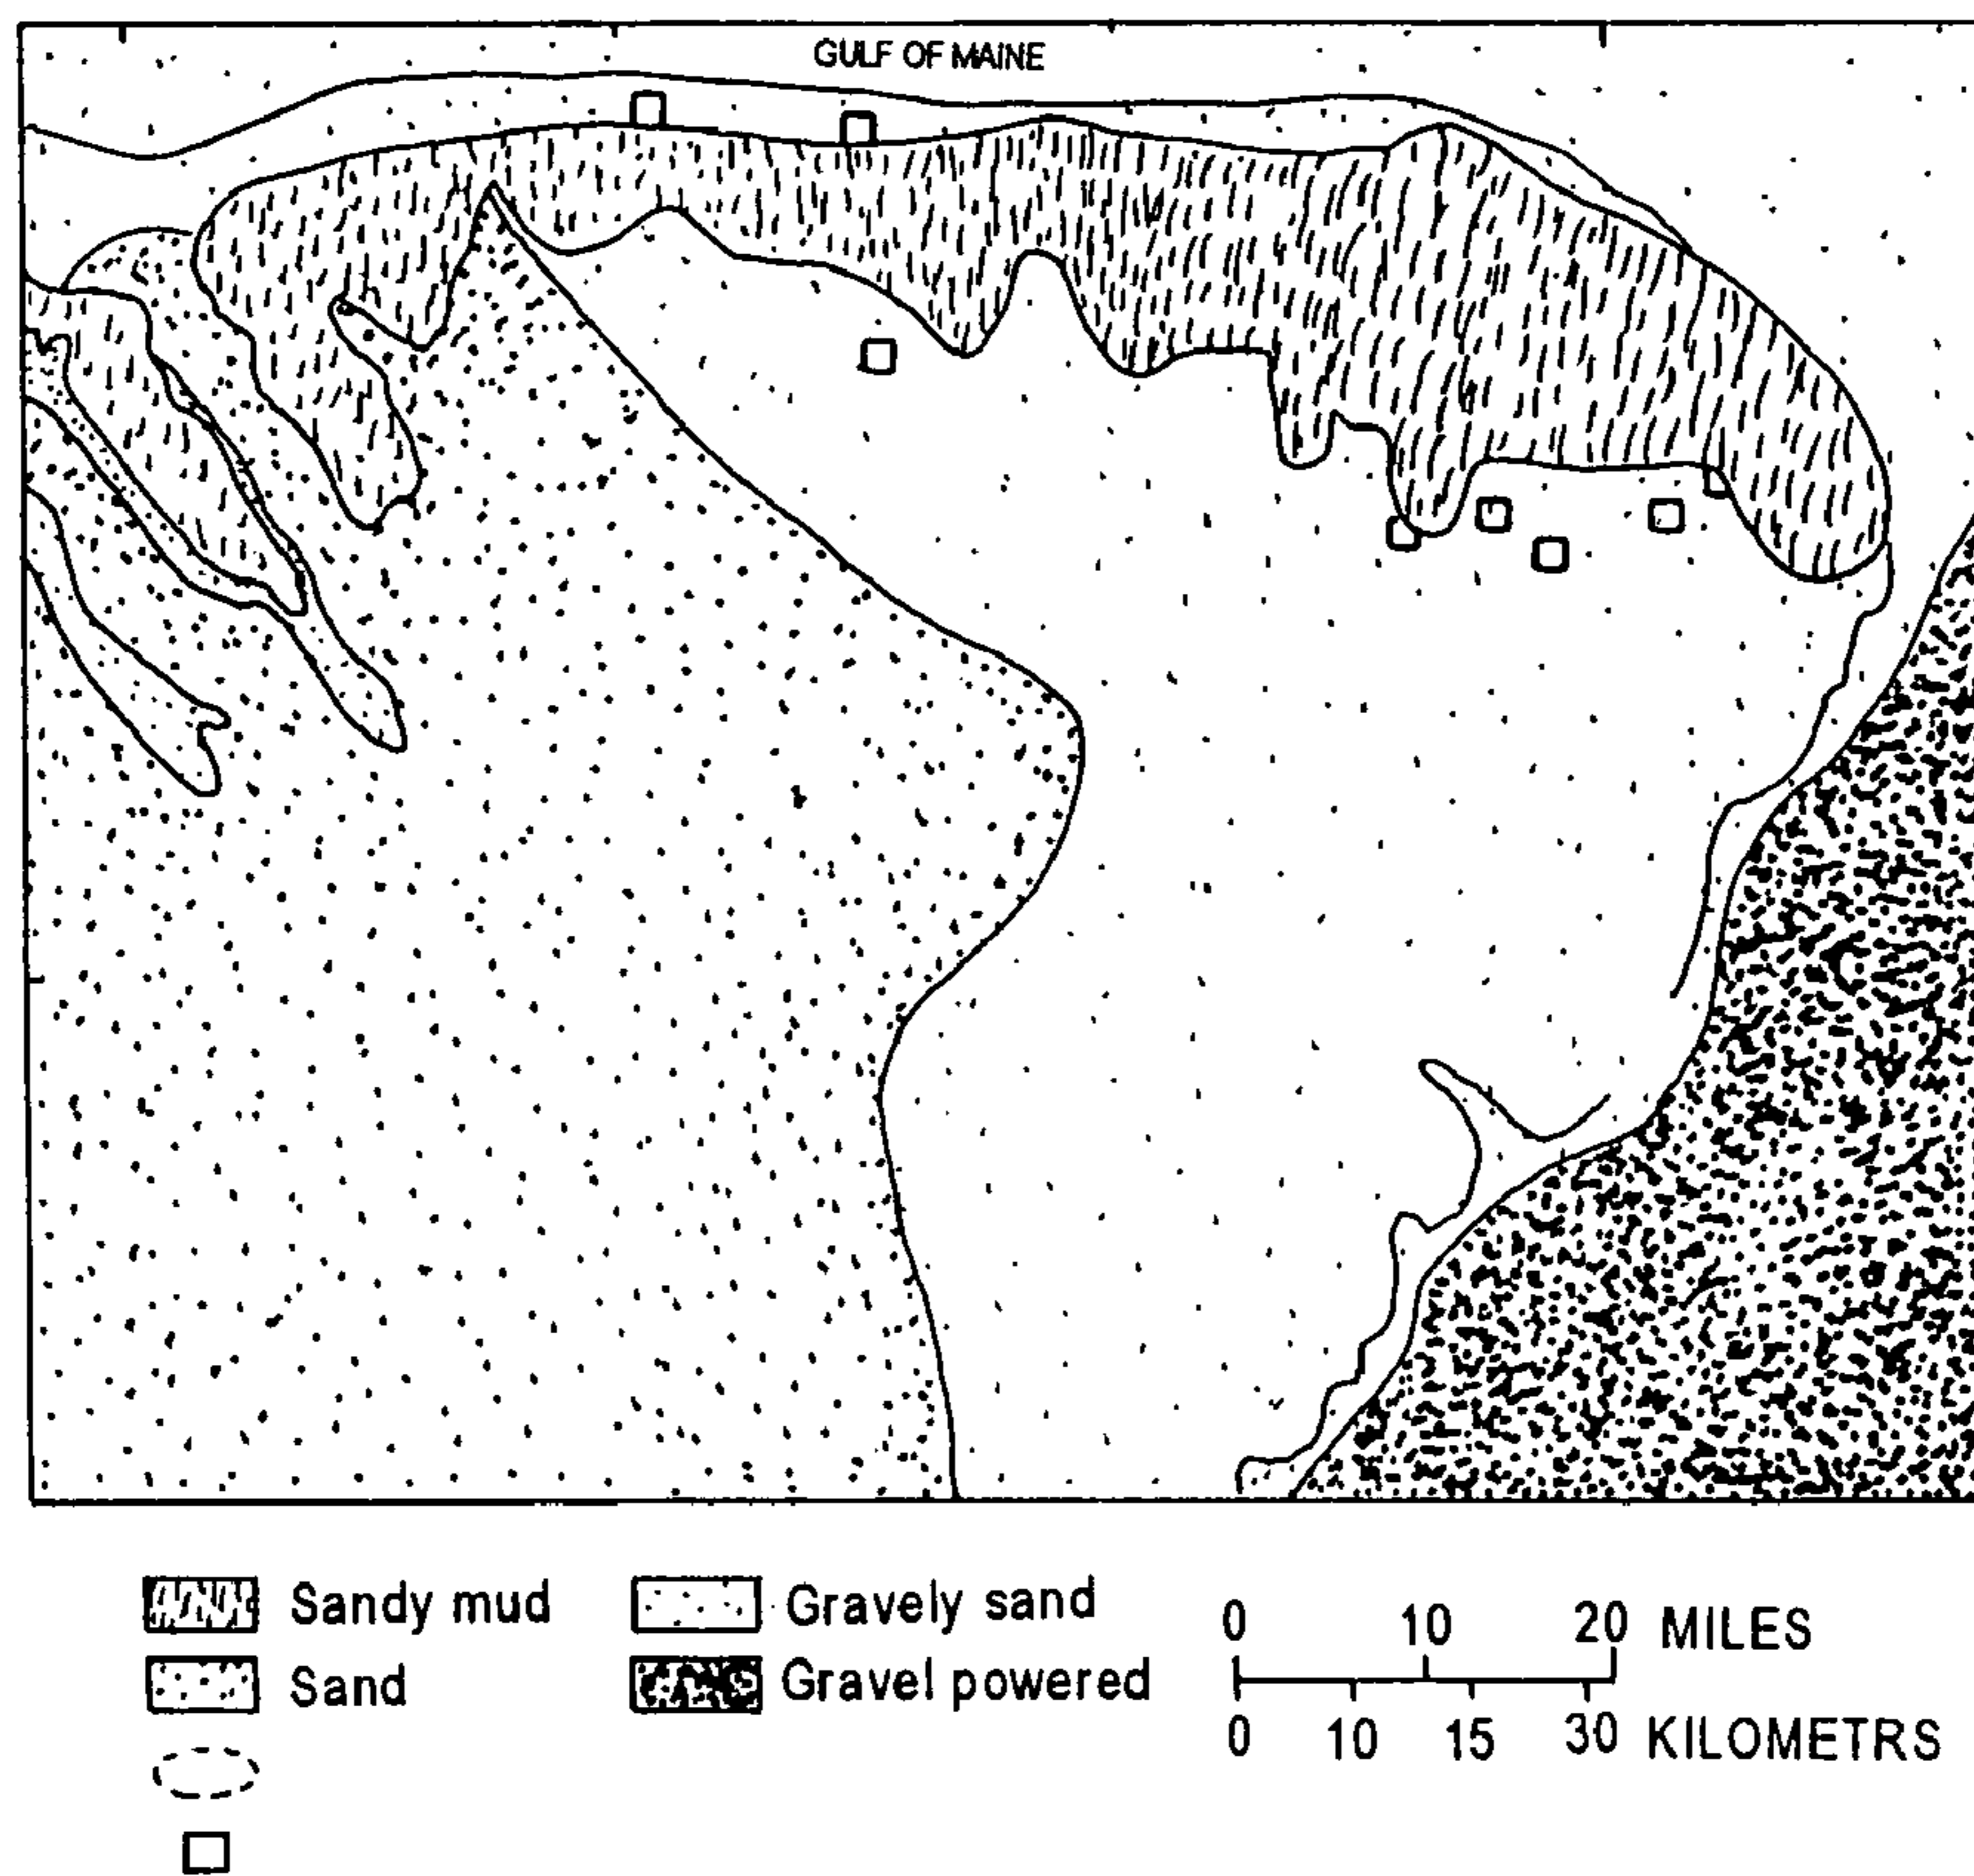 GULF OF MAINE
Sandy mud
Gravely sand
Sand
Gravel powered
0 10 20 MILES
0 10 15 30 KILOMETRS